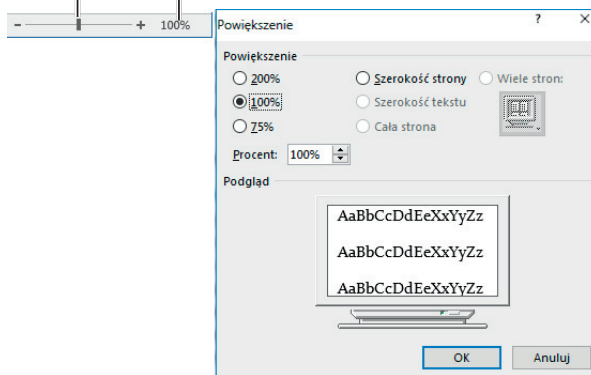 - + 100%
Powiększenie ? ×
Powiększenie
200% Szerokość strony Wiele stron:
100% Szerokość tekstu
75% Cała strona
Procent: 100%
Podgląd
AaBbCcDdEeXxYyZz
AaBbCcDdEeXxYyZz
AaBbCcDdEeXxYyZz
OK Anuluj